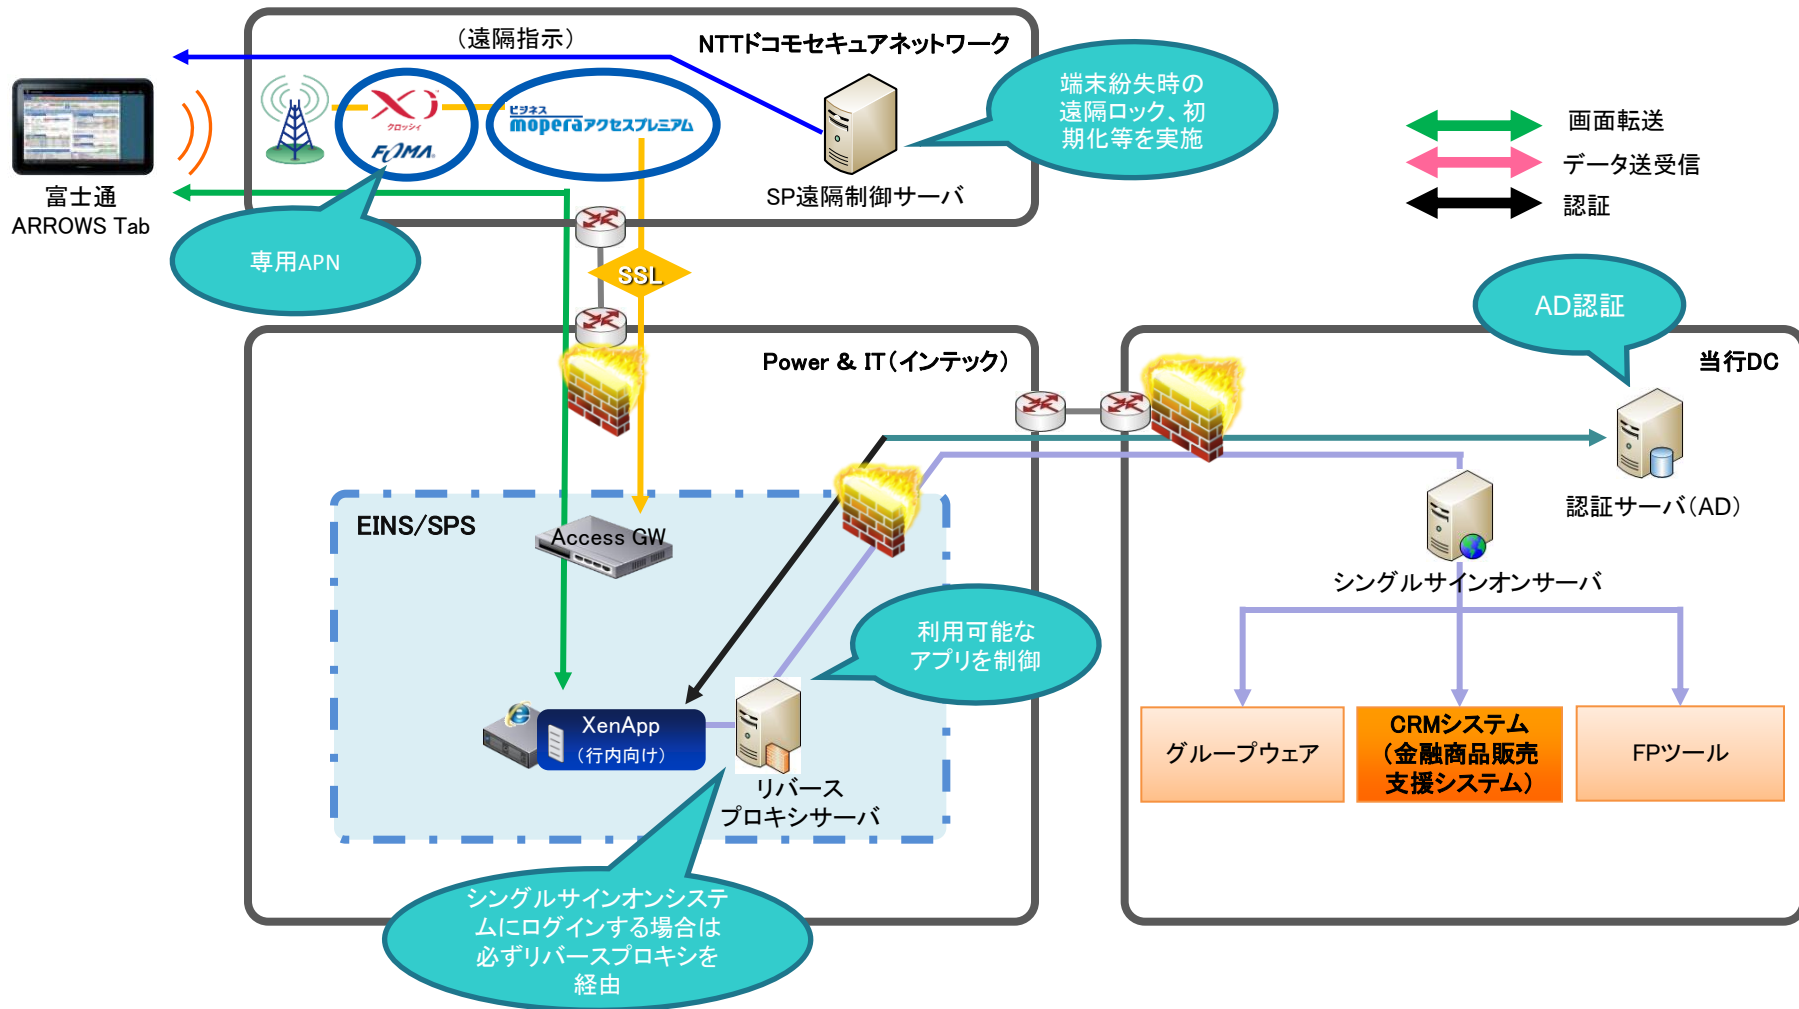 (遠隔指示)
NTTドコモセキュアネットワーク
Xi
クロッシィ
FOMA
ビジネス
moperaアクセスプレミアム
SP遠隔制御サーバ
端末紛失時の
遠隔ロック、初
期化等を実施
画面転送
データ送受信
認証
富士通
ARROWS Tab
専用APN
SSL
Power & IT(インテック)
当行DC
AD認証
認証サーバ(AD)
EINS/SPS
Access GW
シングルサインオンサーバ
利用可能な
アプリを制御
XenApp
(行内向け)
リバース
プロキシサーバ
グループウェア
CRMシステム
(金融商品販売
支援システム)
FPツール
シングルサインオンシステ
ムにログインする場合は
必ずリバースプロキシを
経由